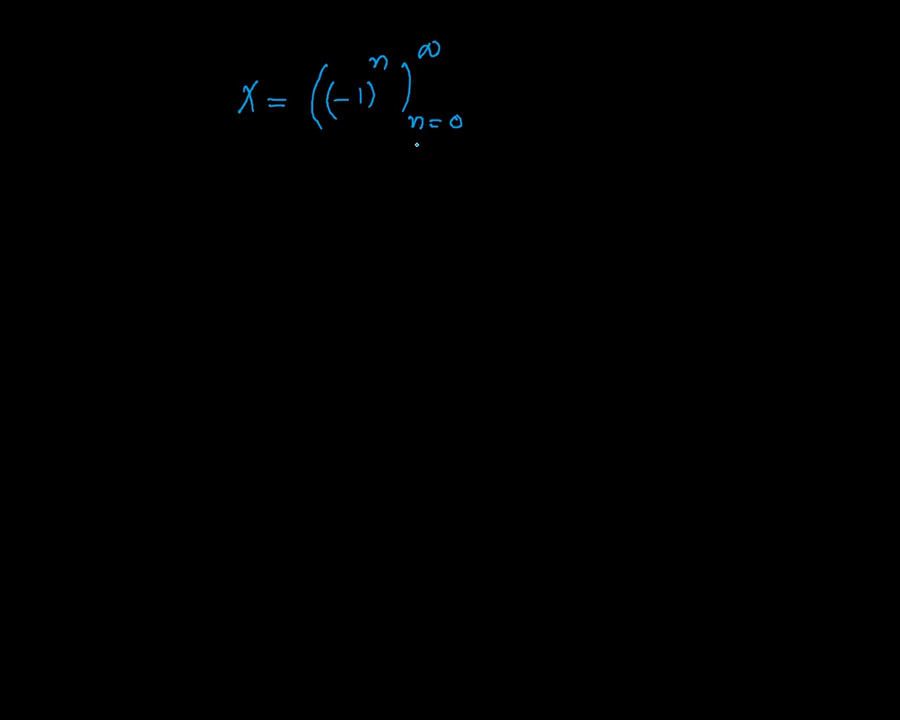 X = ((-1)^n)_{n=0}^∞